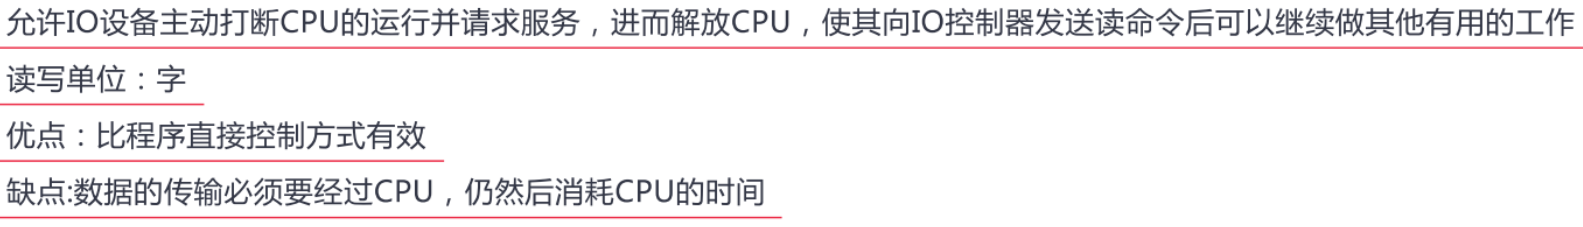 允许IO设备主动打断CPU的运行并请求服务，进而解放CPU，使其向IO控制器发送读命令后可以继续做其他有用的工作
读写单位：字
优点：比程序直接控制方式有效
缺点:数据的传输必须要经过CPU，仍然后消耗CPU的时间